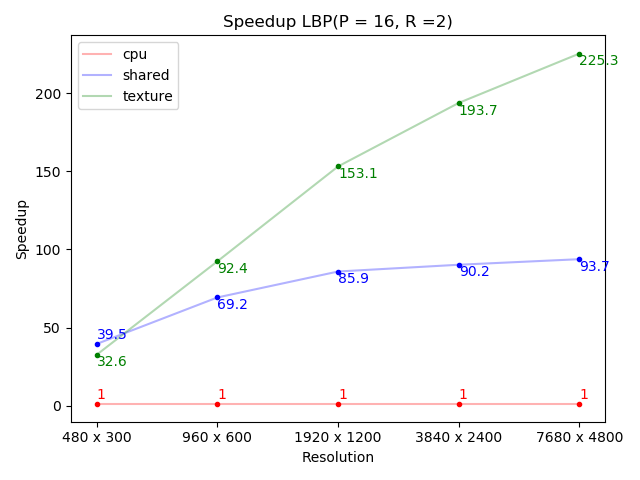 Speedup LBP(P = 16, R =2)
cpu
shared
texture
Speedup
200
150
100
50
0
225.3
193.7
153.1
92.4
32.6
39.5
69.2
85.9
90.2
93.7
1 1 1 1 1
480 x 300 960 x 600 1920 x 1200 3840 x 2400 7680 x 4800
Resolution